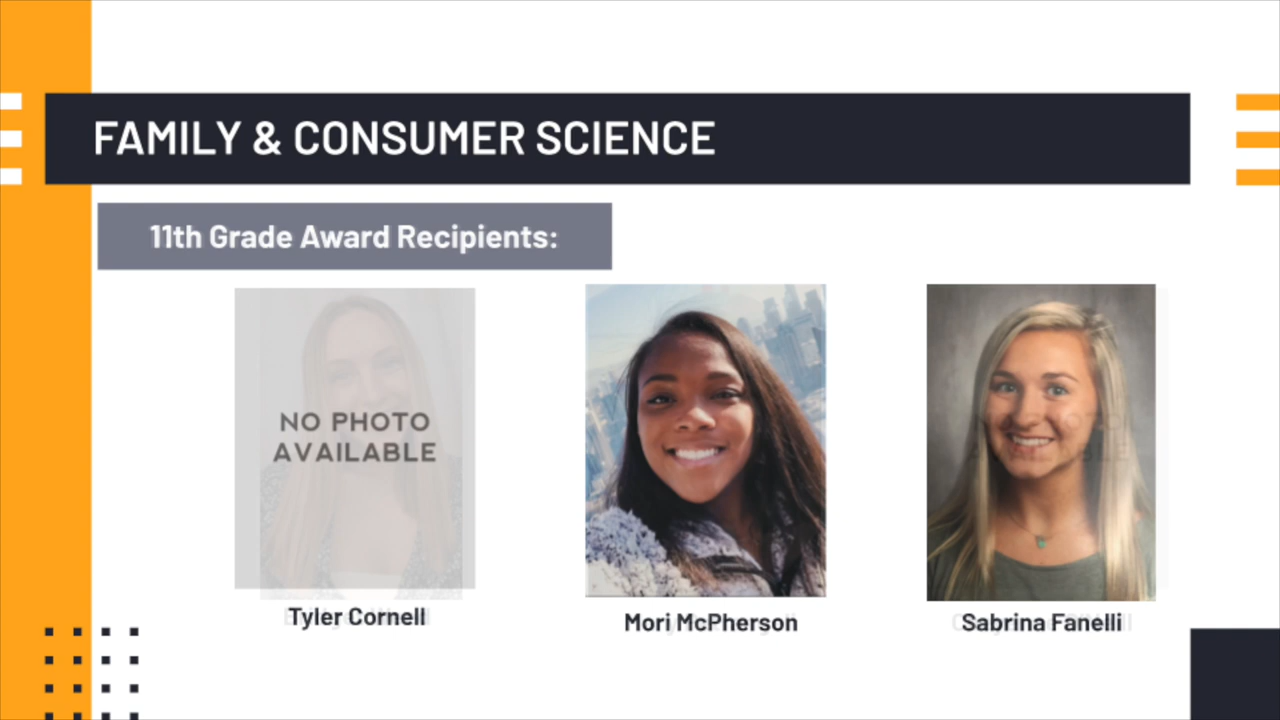 FAMILY & CONSUMER SCIENCE
11th Grade Award Recipients:
NO PHOTO
AVAILABLE
Tyler Cornell
Mori McPherson
Sabrina Fanelli